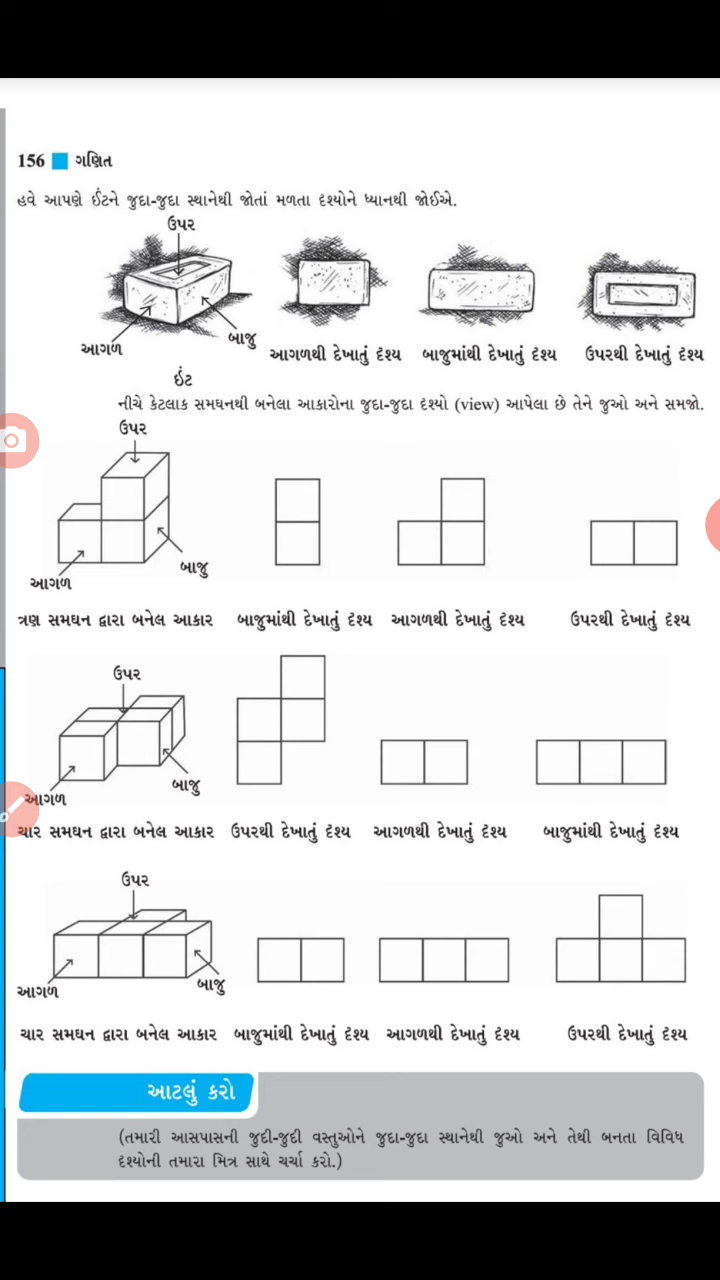 156 ગણિત
હવે આપણે ઈંટને જુદા-જુદા સ્થાનેથી જોતાં મળતા દૃશ્યોને ધ્યાનથી જોઈએ.
ઉપર
આગળ
બાજુ
આગળથી દેખાતું દૃશ્ય
બાજુમાંથી દેખાતું દૃશ્ય
ઉપરથી દેખાતું દૃશ્ય
ઇંટ
નીચે કેટલાક સમઘનથી બનેલા આકારોના જુદા-જુદા દૃશ્યો (view) આપેલા છે તેને જુઓ અને સમજો.
ઉપર
આગળ
બાજુ
ત્રણ સમઘન દ્વારા બનેલ આકાર
બાજુમાંથી દેખાતું દૃશ્ય
આગળથી દેખાતું દૃશ્ય
ઉપરથી દેખાતું દૃશ્ય
ઉપર
આગળ
બાજુ
ચાર સમઘન દ્વારા બનેલ આકાર
ઉપરથી દેખાતું દૃશ્ય
આગળથી દેખાતું દૃશ્ય
બાજુમાંથી દેખાતું દૃશ્ય
ઉપર
આગળ
બાજુ
ચાર સમઘન દ્વારા બનેલ આકાર
બાજુમાંથી દેખાતું દૃશ્ય
આગળથી દેખાતું દૃશ્ય
ઉપરથી દેખાતું દૃશ્ય
આટલું કરો
(તમારી આસપાસની જુદી-જુદી વસ્તુઓને જુદા-જુદા સ્થાનેથી જુઓ અને તેથી બનતા વિવિધ
દૃશ્યોની તમારા મિત્ર સાથે ચર્ચા કરો.)